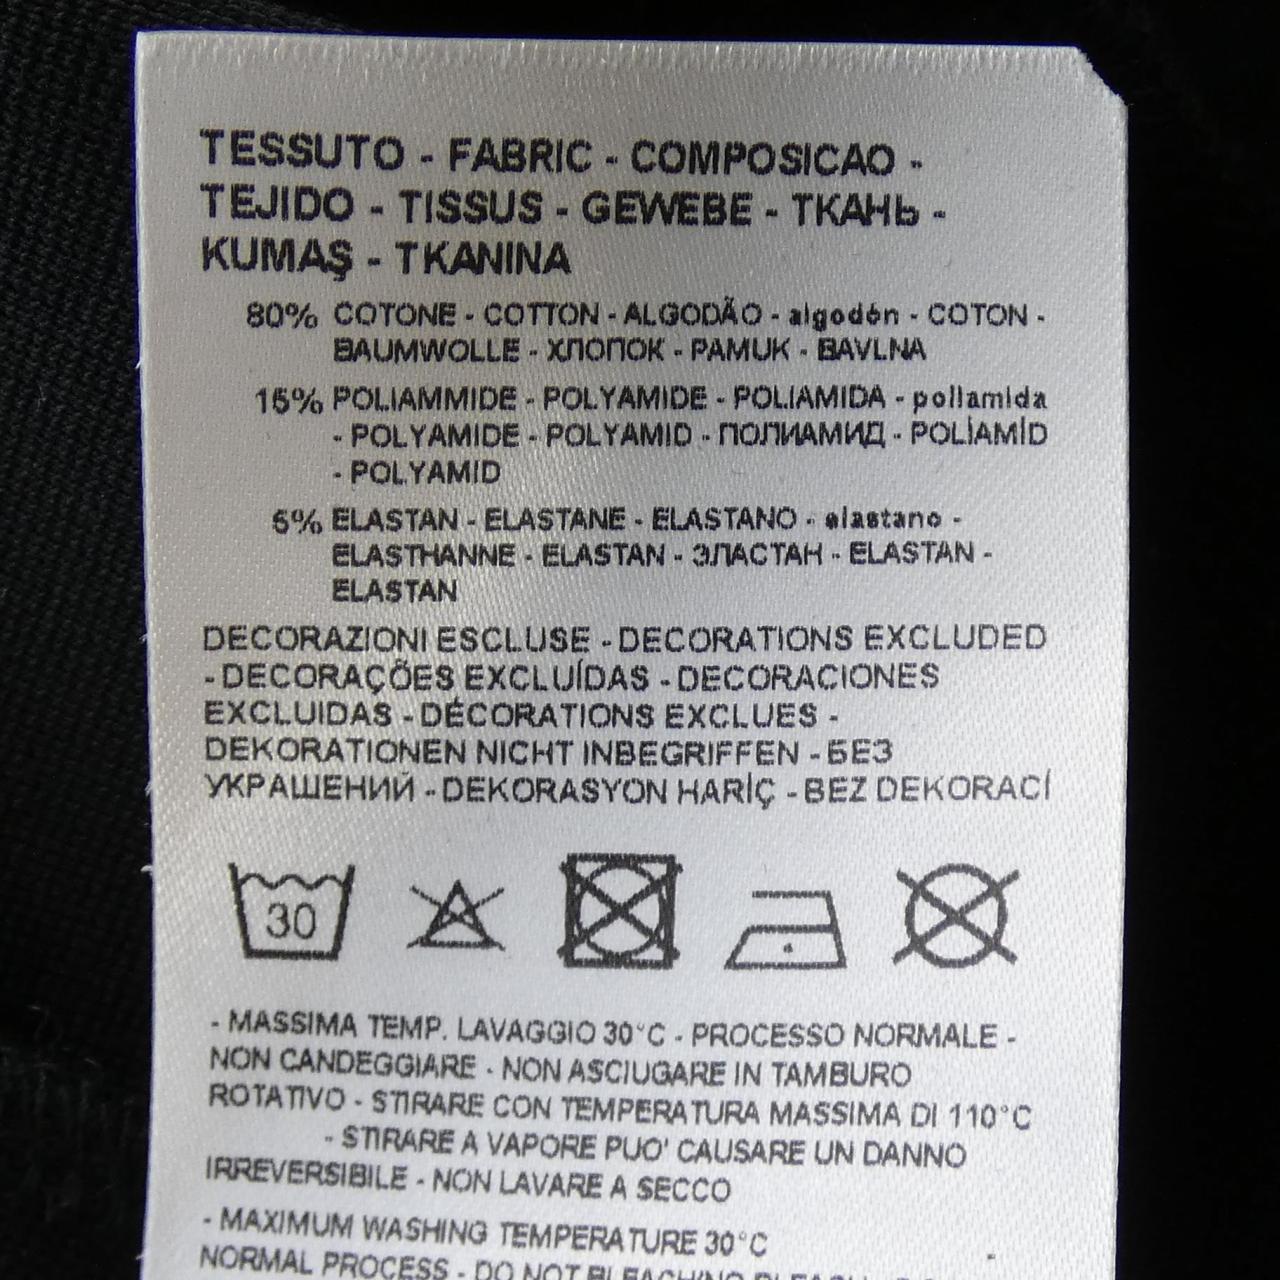 TESSUTO - FABRIC - COMPOSICAO -
TEJIDO - TISSUS - GEWEBE - ТКАНЬ -
KUMAŞ - TKANINA
80% COTONE - COTTON - ALGODÃO - algodón - COTON -
BAUMWOLLE - ХЛОПОК - PAMUK - BAVLNA
15% POLIAMMIDE - POLYAMIDE - POLIAMIDA - poliamida
- POLYAMIDE - POLYAMID - ПОЛИАМИД - POLİAMİD
- POLYAMID
5% ELASTAN - ELASTANE - ELASTANO - elastano -
ELASTHANNE - ELASTAN - ЭЛАСТАН - ELASTAN -
ELASTAN
DECORAZIONI ESCLUSE - DECORATIONS EXCLUDED
- DECORAÇÕES EXCLUÍDAS - DECORACIONES
EXCLUIDAS - DÉCORATIONS EXCLUES -
DEKORATIONEN NICHT INBEGRIFFEN - БЕЗ
УКРАШЕНИЙ - DEKORASYON HARİÇ - BEZ DEKORACÍ
30
- MASSIMA TEMP. LAVAGGIO 30°C - PROCESSO NORMALE -
NON CANDEGGIARE - NON ASCIUGARE IN TAMBURO
ROTATIVO - STIRARE CON TEMPERATURA MASSIMA DI 110°C
- STIRARE A VAPORE PUO' CAUSARE UN DANNO
IRREVERSIBILE - NON LAVARE A SECCO
- MAXIMUM WASHING TEMPERATURE 30°C
NORMAL PROCESS - DO NOT